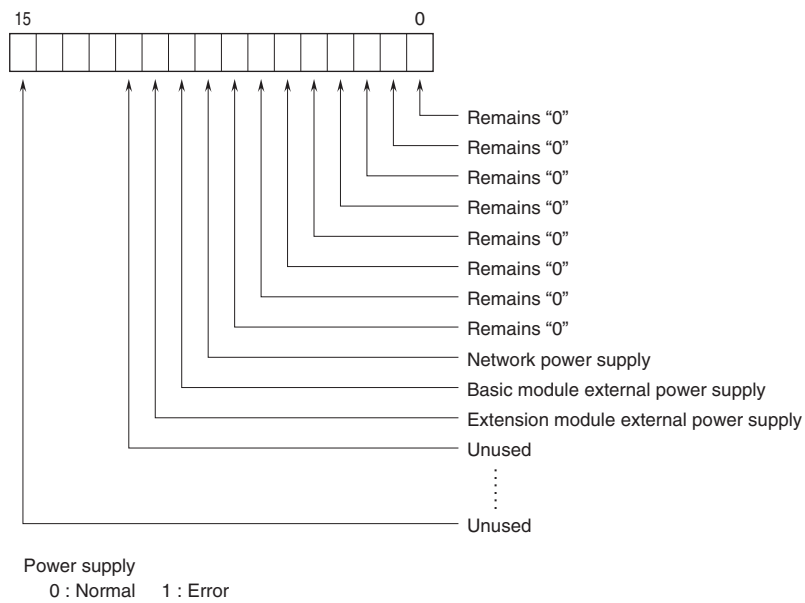 15 0
Remains “0”
Remains “0”
Remains “0”
Remains “0”
Remains “0”
Remains “0”
Remains “0”
Remains “0”
Network power supply
Basic module external power supply
Extension module external power supply
Unused
Unused
Power supply
0 : Normal 1 : Error